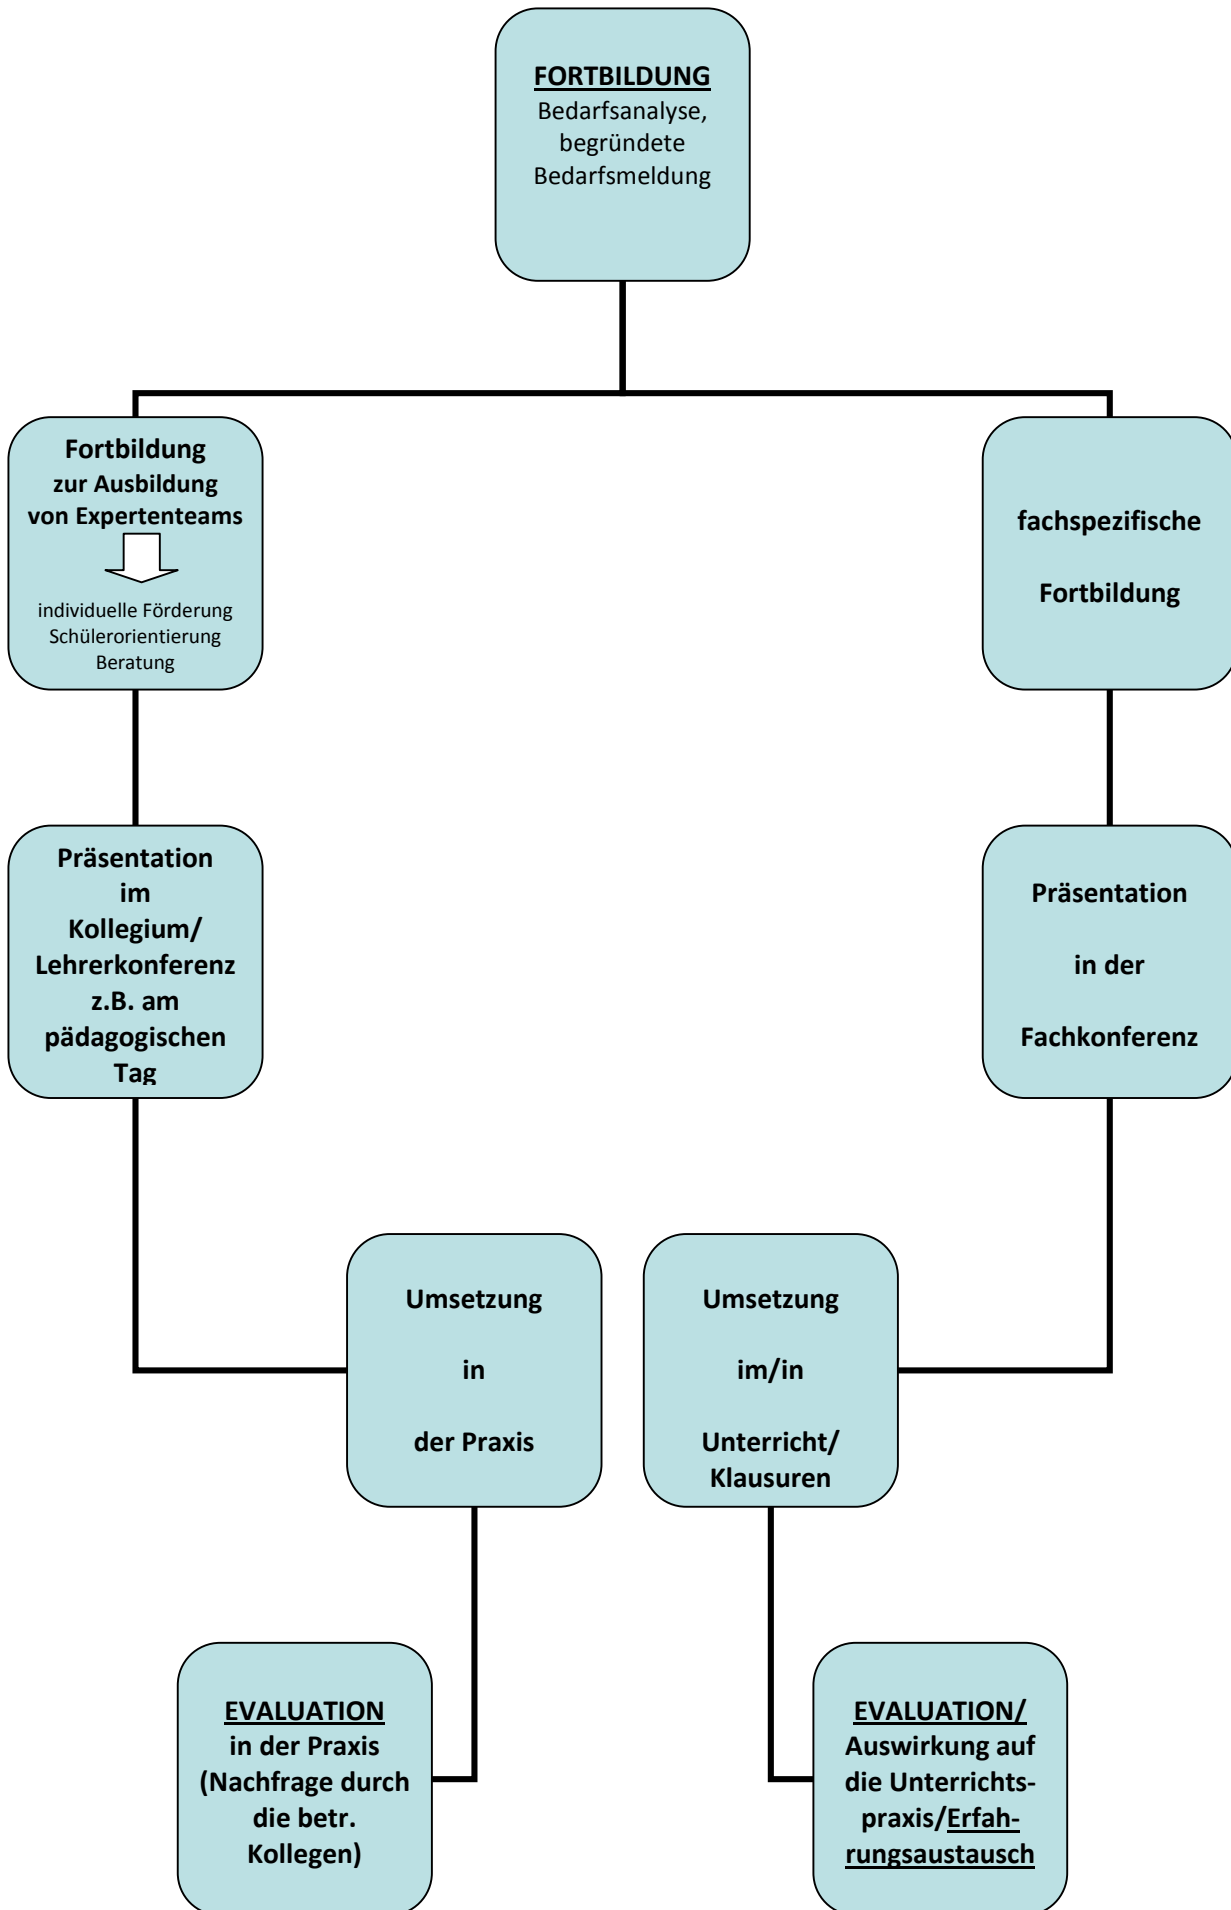 FORTBILDUNG
Bedarfsanalyse,
begründete
Bedarfsmeldung
Fortbildung
zur Ausbildung
von Expertenteams
individuelle Förderung
Schülerorientierung
Beratung
fachspezifische
Fortbildung
Präsentation
im
Kollegium/
Lehrerkonferenz
z.B. am
pädagogischen
Tag
Präsentation
in der
Fachkonferenz
Umsetzung
in
der Praxis
Umsetzung
im/in
Unterricht/
Klausuren
EVALUATION
in der Praxis
(Nachfrage durch
die betr.
Kollegen)
EVALUATION/
Auswirkung auf
die Unterrichts-
praxis/Erfah-
rungsaustausch